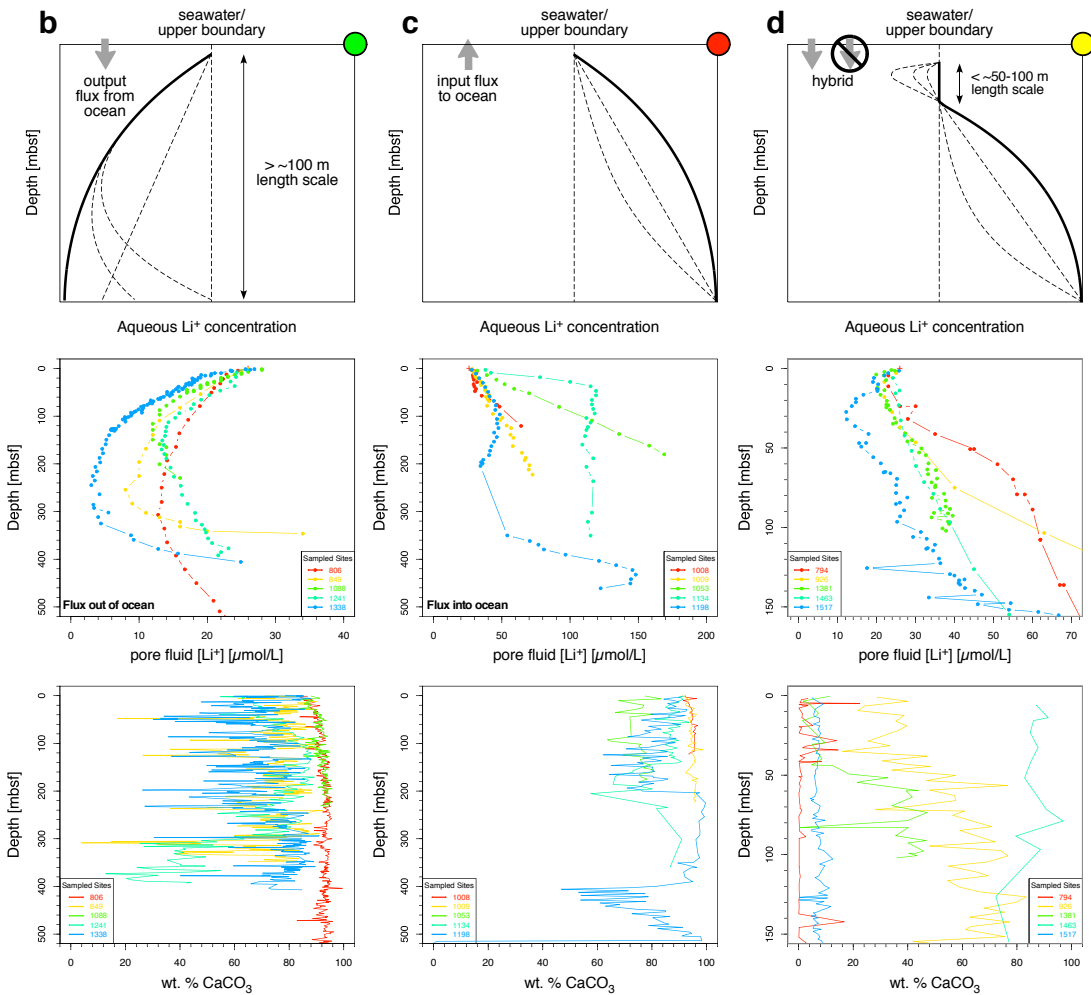 b
seawater/
upper boundary
output
flux from
ocean
> ~100 m
length scale
Depth [mbsf]
c
seawater/
upper boundary
input flux
to ocean
Depth [mbsf]
d
seawater/
upper boundary
hybrid
< ~50-100 m
length scale
Depth [mbsf]
Aqueous Li⁺ concentration
Aqueous Li⁺ concentration
Aqueous Li⁺ concentration
0
100
200
300
400
500
Depth [mbsf]
Sampled Sites
806
849
1088
1241
1338
Flux out of ocean
0 10 20 30 40
pore fluid [Li⁺] [µmol/L]
0
100
200
300
400
500
Depth [mbsf]
Sampled Sites
1008
1009
1053
1134
1198
Flux into ocean
0 50 100 150 200
pore fluid [Li⁺] [µmol/L]
0
50
100
150
Depth [mbsf]
Sampled Sites
794
926
1381
1463
1517
0 10 20 30 40 50 60 70
pore fluid [Li⁺] [µmol/L]
0
100
200
300
400
500
Depth [mbsf]
Sampled Sites
806
849
1088
1241
1338
0 20 40 60 80 100
wt. % CaCO₃
0
100
200
300
400
500
Depth [mbsf]
Sampled Sites
1008
1009
1053
1134
1198
0 20 40 60 80 100
wt. % CaCO₃
0
50
100
150
Depth [mbsf]
Sampled Sites
794
926
1381
1463
1517
0 20 40 60 80 100
wt. % CaCO₃